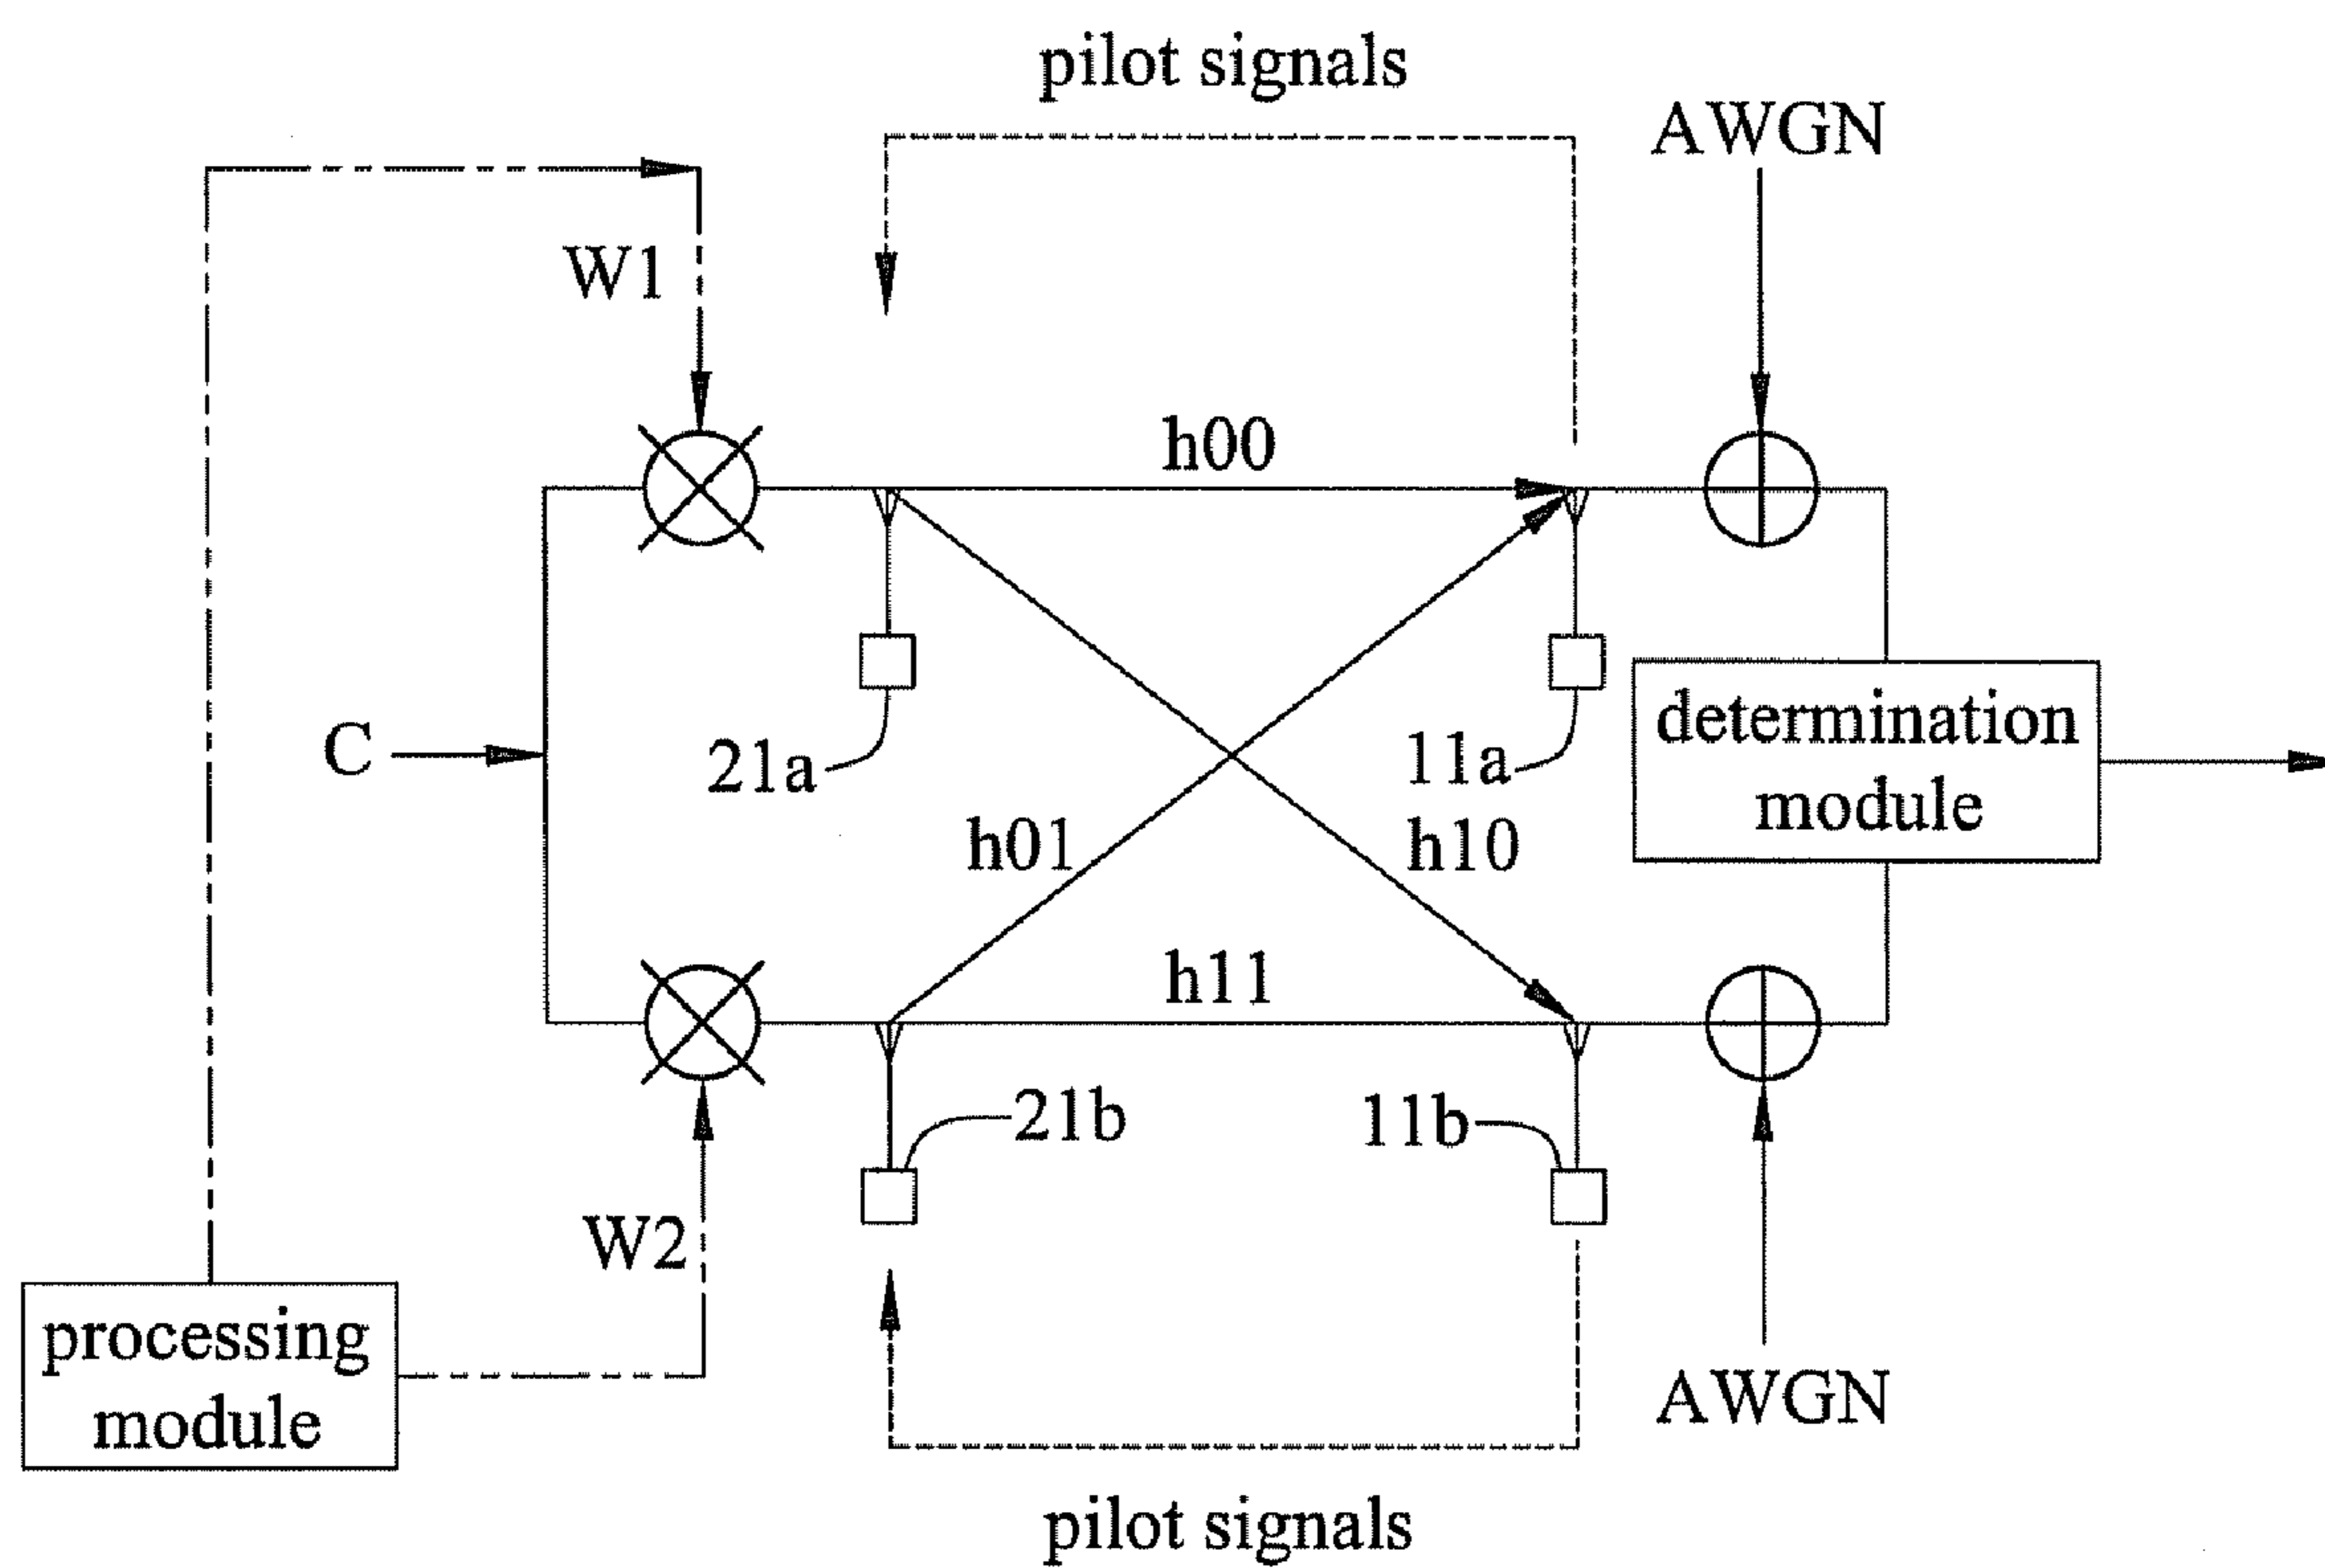 pilot signals
AWGN
W1
h00
C
21a
11a
determination
module
h01
h10
h11
21b
11b
W2
processing
module
AWGN
pilot signals